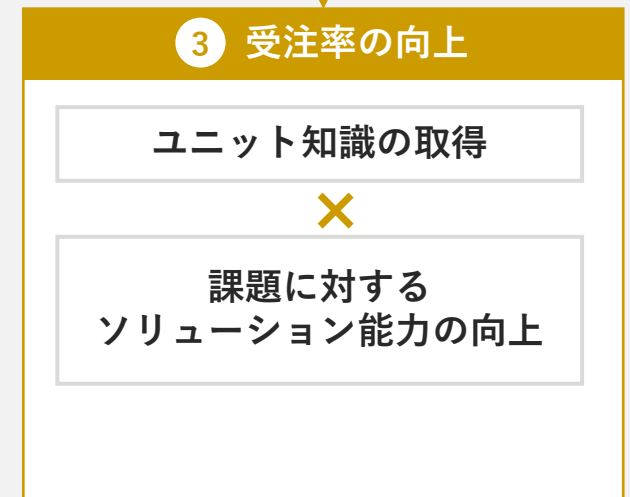 3 受注率の向上
ユニット知識の取得
×
課題に対する
ソリューション能力の向上